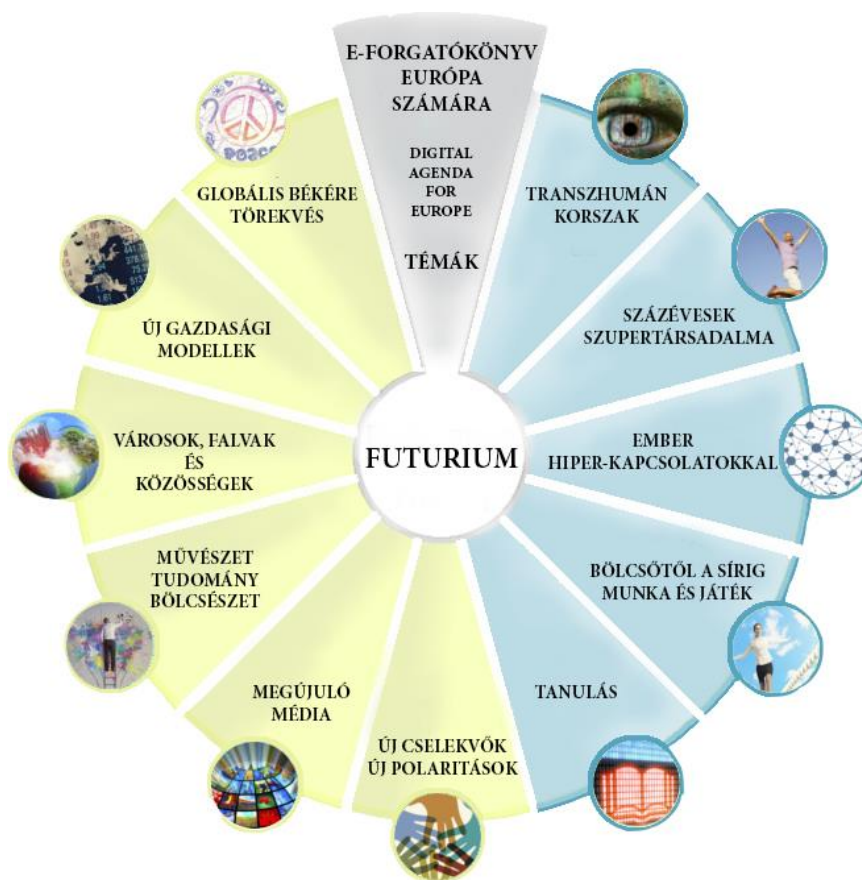 E-FORGATÓKÖNYV
EURÓPA
SZÁMÁRA
DIGITAL
AGENDA
FOR
EUROPE
TÉMÁK
TRANSZHUMÁN
KORSZAK
SZÁZÉVESEK
SZUPERTÁRSADALMA
EMBER
HIPER-KAPCSOLATOKKAL
BÖLCSŐTŐL A SÍRIG
MUNKA ÉS JÁTÉK
TANULÁS
ÚJ CSELEKVŐK
ÚJ POLARITÁSOK
MEGÚJULÓ
MÉDIA
MŰVÉSZET
TUDOMÁNY
BÖLCSÉSZET
VÁROSOK, FALVAK
ÉS
KÖZÖSSÉGEK
ÚJ GAZDASÁGI
MODELLEK
GLOBÁLIS BÉKÉRE
TÖREKVÉS
FUTURIUM